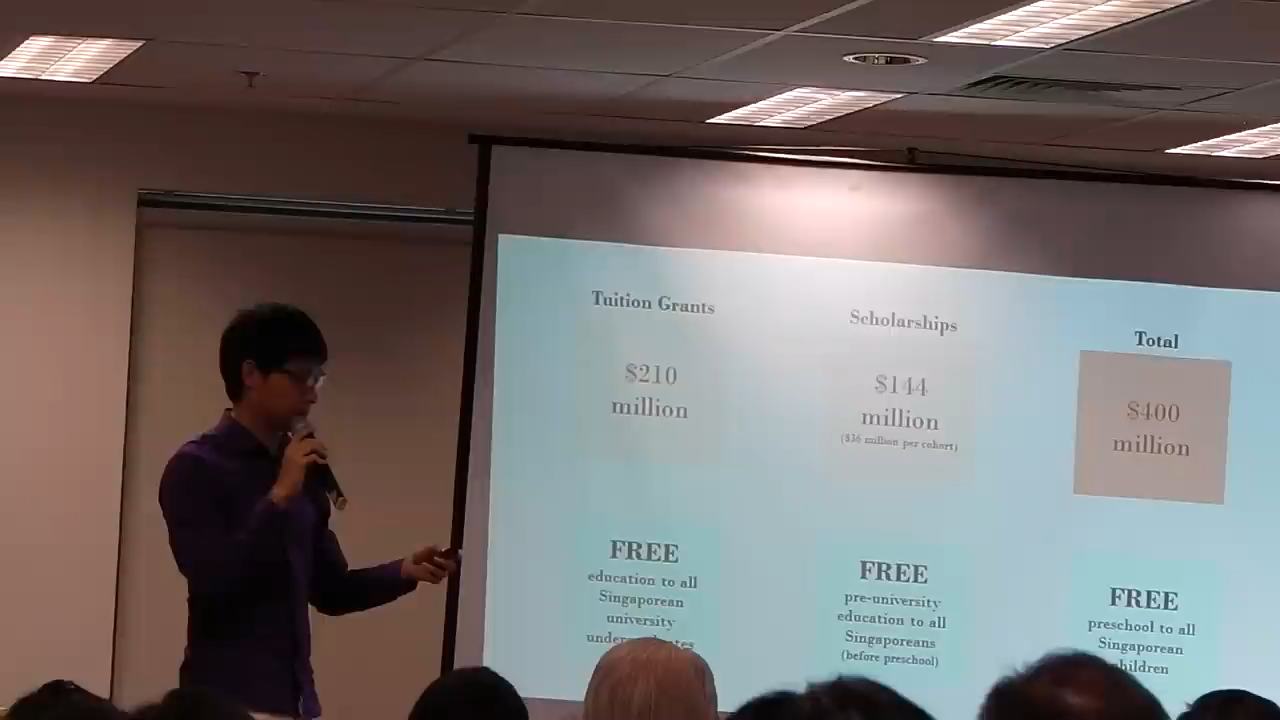 Tuition Grants
$210
million
Scholarships
$144
million
($36 million per cohort)
Total
$400
million
FREE
education to all
Singaporean
university
FREE
pre-university
education to all
Singaporeans
(before preschool)
FREE
preschool to all
Singaporean